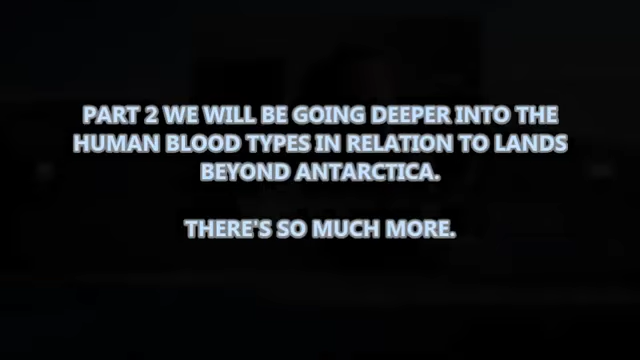 PART 2 WE WILL BE GOING DEEPER INTO THE
HUMAN BLOOD TYPES IN RELATION TO LANDS
BEYOND ANTARCTICA.
THERE'S SO MUCH MORE.